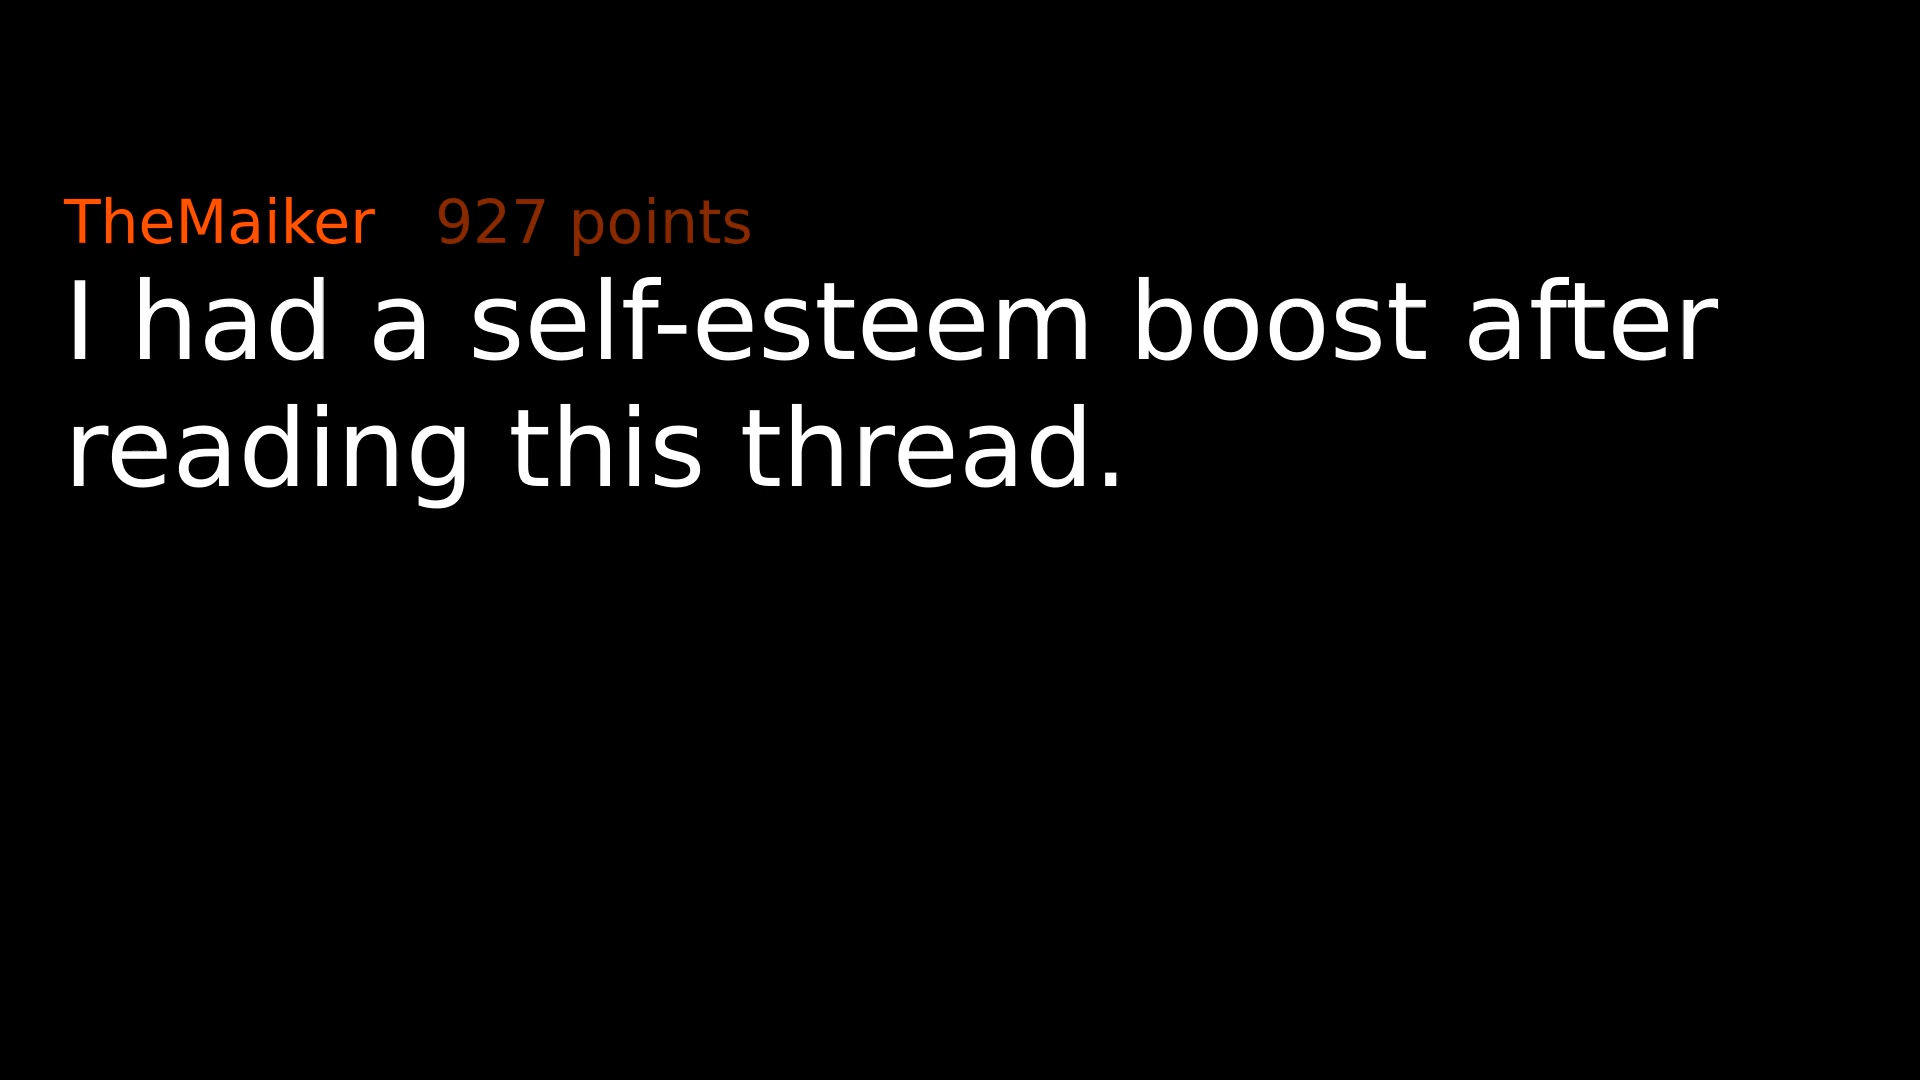 TheMaiker 927 points
I had a self-esteem boost after
reading this thread.